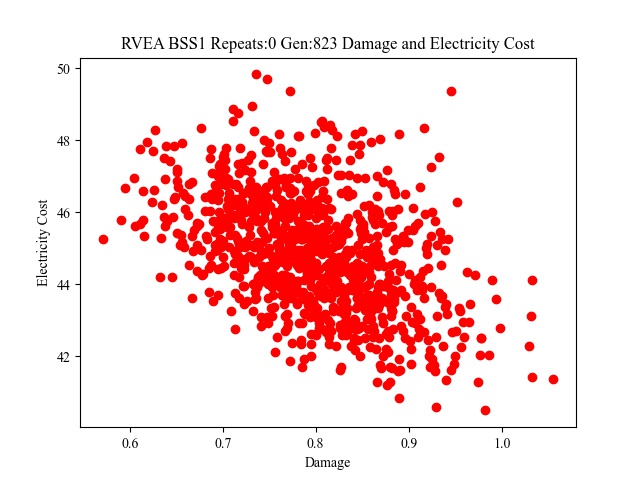 RVEA BSS1 Repeats:0 Gen:823 Damage and Electricity Cost
50
48
46
44
42
Electricity Cost
0.6 0.7 0.8 0.9 1.0
Damage